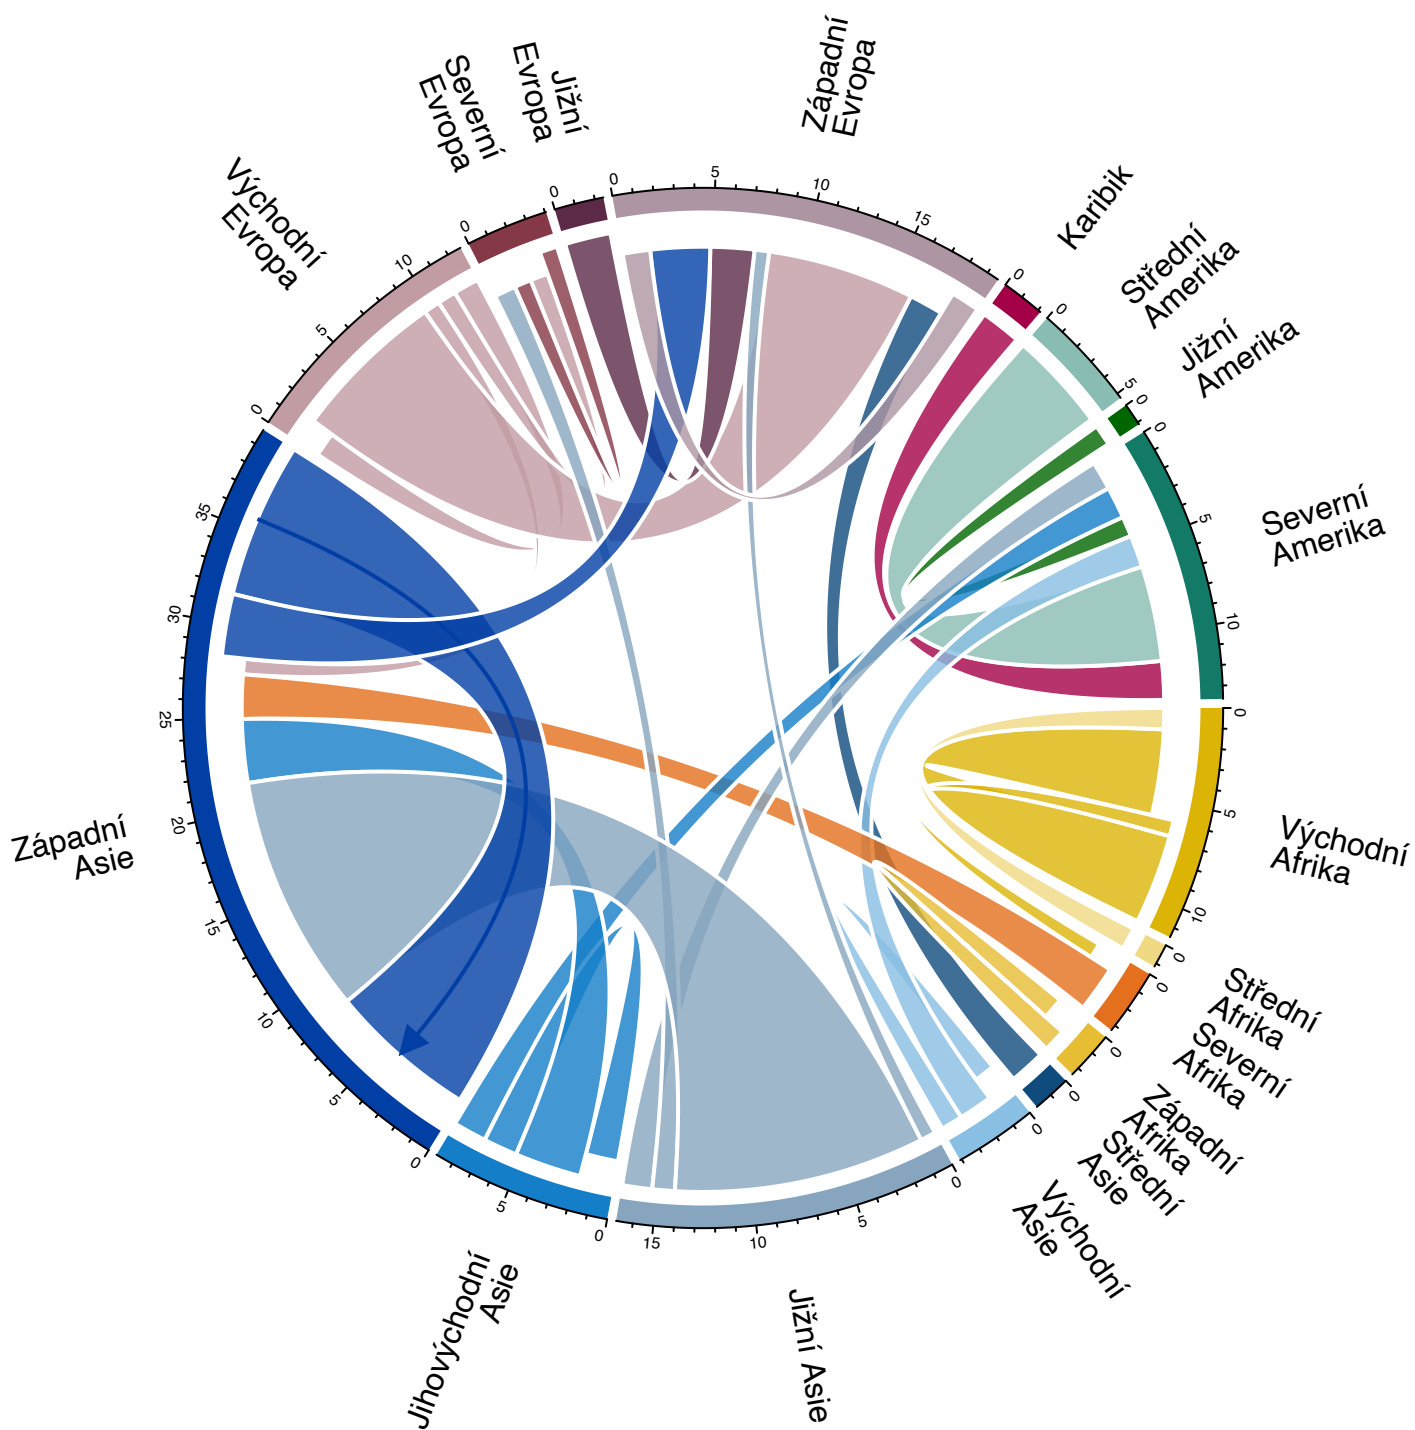 Západní
Evropa
Karibik
Střední
Amerika
Jižní
Amerika
Severní
Amerika
Východní
Afrika
Střední
Afrika
Severní
Afrika
Západní
Afrika
Střední
Asie
Východní
Asie
Jižní Asie
Jihovýchodní
Asie
Západní
Asie
Východní
Evropa
Severní
Evropa
Jižní
Evropa
0
5
10
15
0
0
5
0
0
5
10
0
5
10
0
0
0
0
0
0
5
10
15
0
5
0
5
10
15
20
25
30
35
0
5
10
0
0